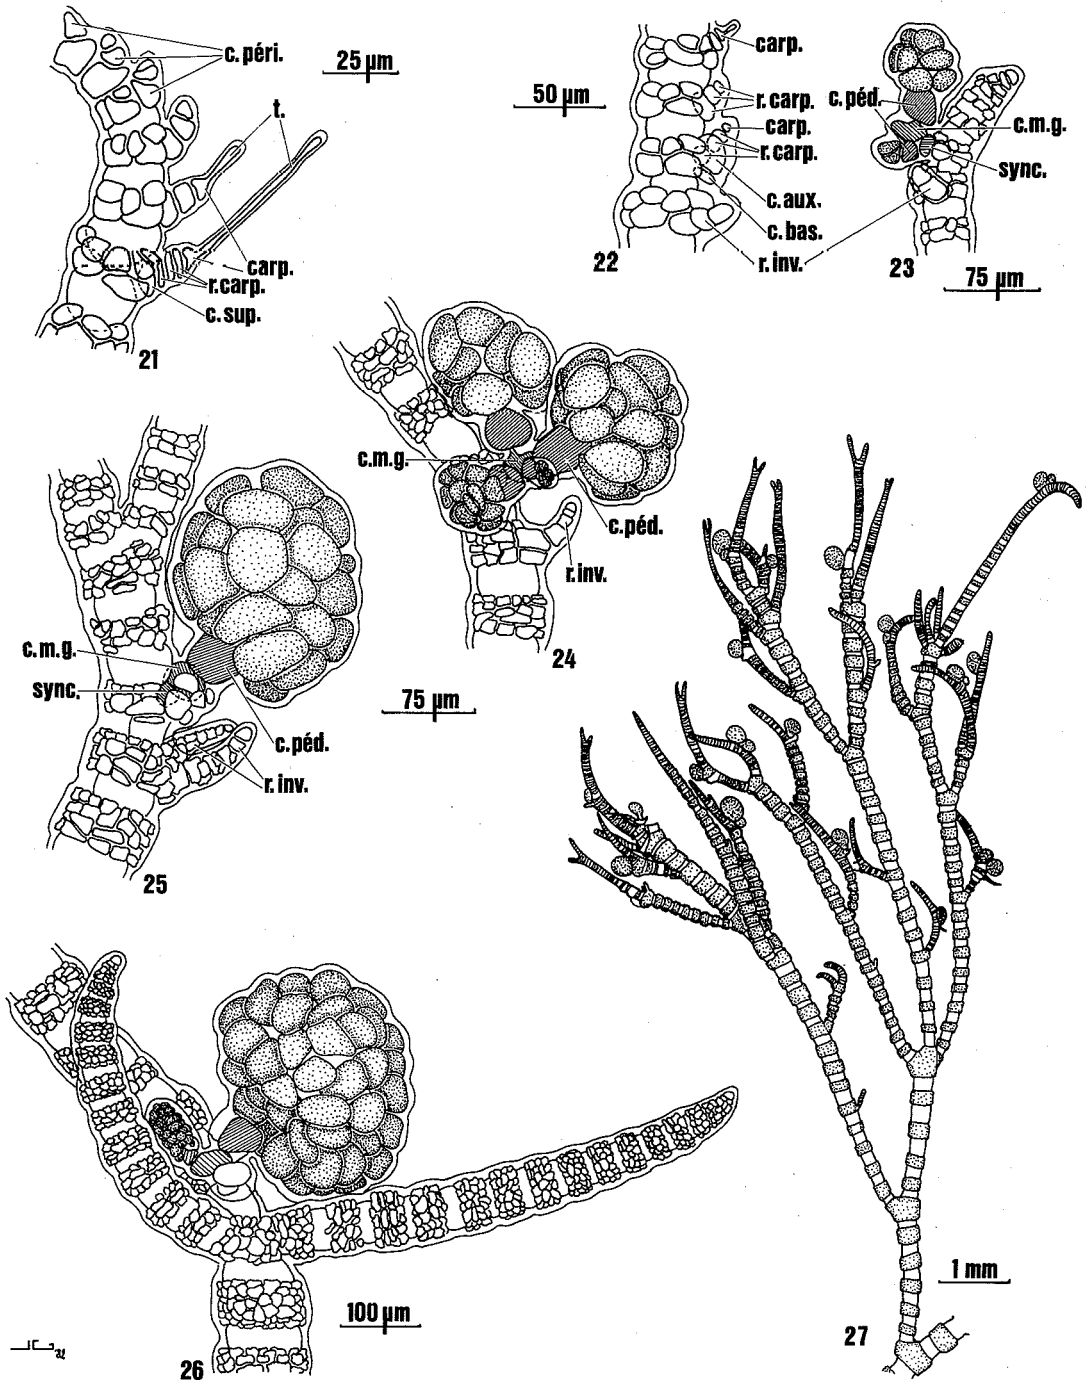 c.péri.
25 µm
t.
carp.
r.carp.
c.sup.
21
carp.
50 µm
r.carp.
carp.
r.carp.
c.aux.
c.bas.
r.inv.
22
c.péd.
c.m.g.
sync.
23
75 µm
c.m.g.
c.péd.
r.inv.
24
c.m.g.
sync.
75 µm
c.péd.
r.inv.
25
100 µm
26
1 mm
27